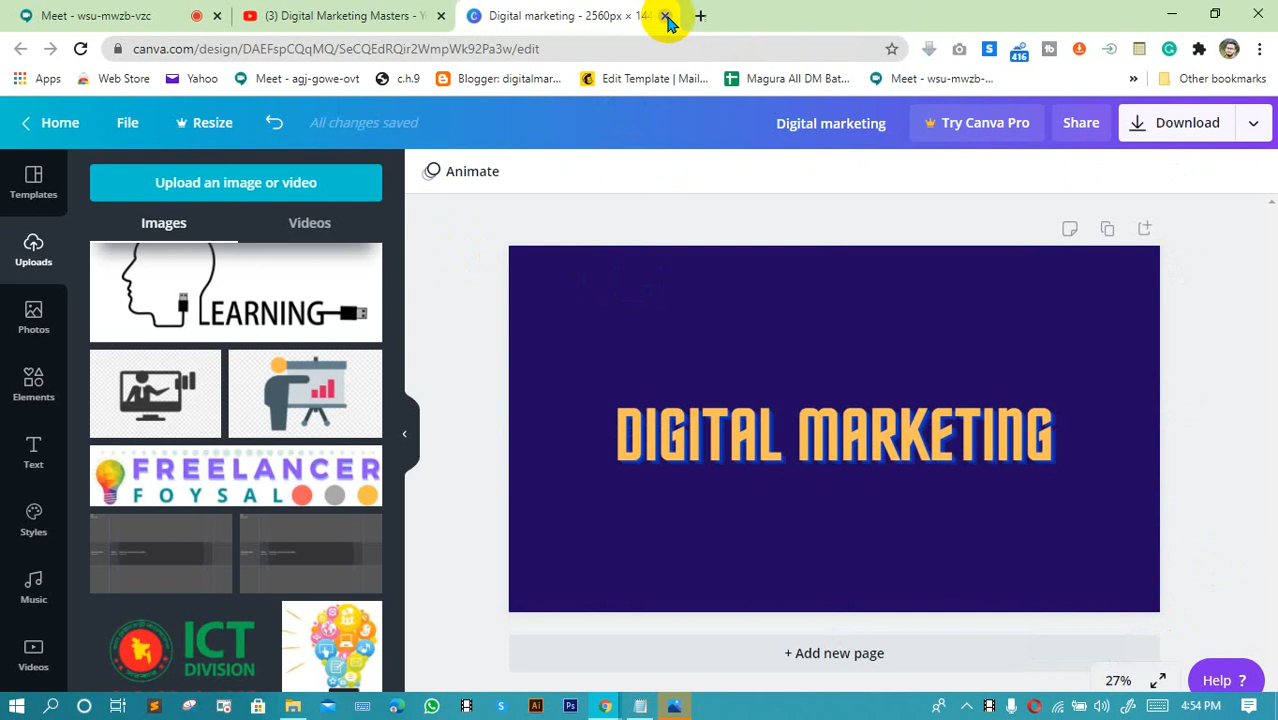 Meet - wsu-mwzb-vzc
(3) Digital Marketing Masters - Y
Digital marketing - 2560px × 144
canva.com/design/DAEFspCQqMQ/SeCQEdRQir2WmpWk92Pa3w/edit
416
Apps
Web Store
Yahoo
Meet - agj-gowe-ovt
c.h.9
Blogger: digitalmar...
Edit Template | Mail...
Magura All DM Bat...
Meet - wsu-mwzb-...
Other bookmarks
Home
File
Resize
All changes saved
Digital marketing
Try Canva Pro
Share
Download
Templates
Uploads
Photos
Elements
Text
Styles
Music
Videos
Upload an image or video
Images
Videos
LEARNING
FREELANCER
FOYSAL
ICT
DIVISION
Animate
DIGITAL MARKETING
+ Add new page
27%
Help ?
4:54 PM